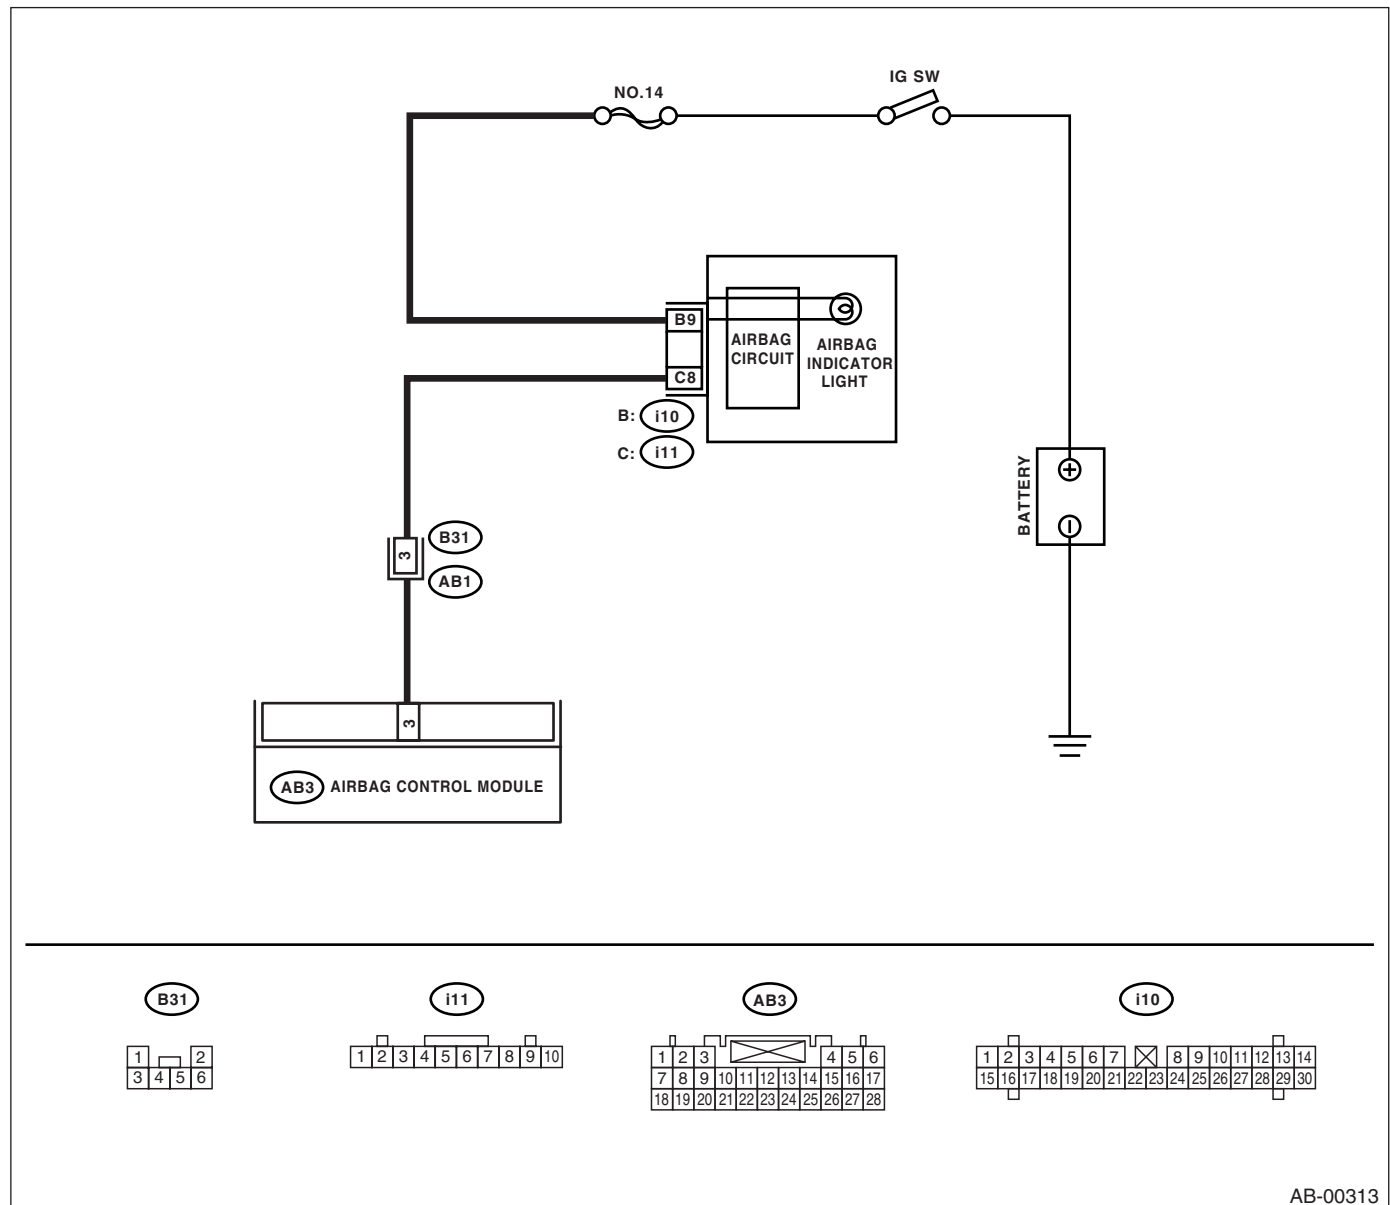 IG SW
NO.14
B9
AIRBAG
CIRCUIT
AIRBAG
INDICATOR
LIGHT
C8
B: i10
C: i11
BATTERY
+
−
B31
3
AB1
3
AB3 AIRBAG CONTROL MODULE
B31
1 2
3 4 5 6
i11
1 2 3 4 5 6 7 8 9 10
AB3
1 2 3 4 5 6
7 8 9 10 11 12 13 14 15 16 17
18 19 20 21 22 23 24 25 26 27 28
i10
1 2 3 4 5 6 7 8 9 10 11 12 13 14
15 16 17 18 19 20 21 22 23 24 25 26 27 28 29 30
AB-00313